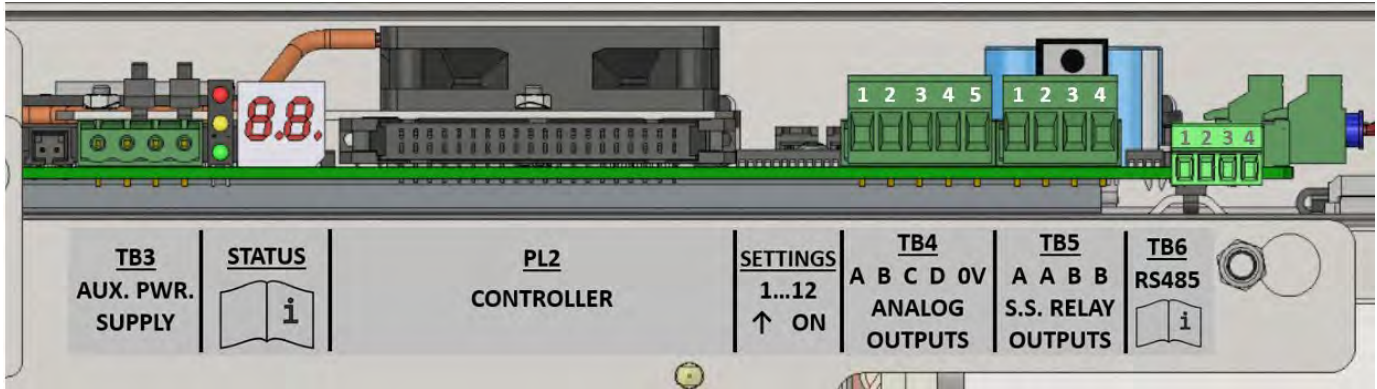 8.8.
1 2 3 4 5
1 2 3 4
1 2 3 4
TB3
AUX. PWR.
SUPPLY
STATUS
i
PL2
CONTROLLER
SETTINGS
1...12
↑ ON
TB4
A B C D 0V
ANALOG
OUTPUTS
TB5
A A B B
S.S. RELAY
OUTPUTS
TB6
RS485
i